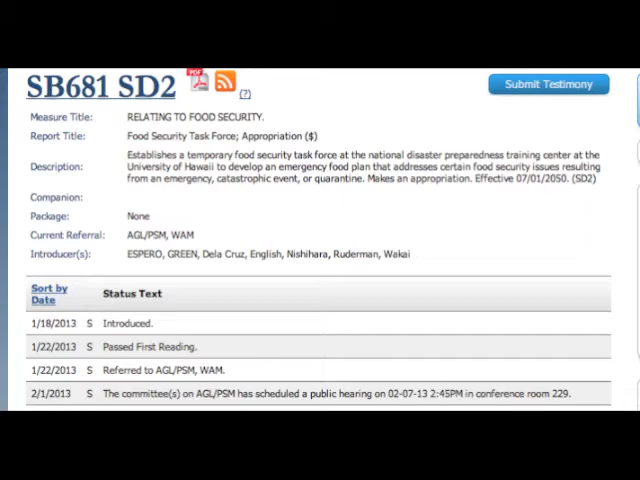 SB681 SD2
PDF
(?)
Submit Testimony
Measure Title: RELATING TO FOOD SECURITY.
Report Title: Food Security Task Force; Appropriation ($)
Description: Establishes a temporary food security task force at the national disaster preparedness training center at the
University of Hawaii to develop an emergency food plan that addresses certain food security issues resulting
from an emergency, catastrophic event, or quarantine. Makes an appropriation. Effective 07/01/2050. (SD2)
Companion:
Package: None
Current Referral: AGL/PSM, WAM
Introducer(s): ESPERO, GREEN, Dela Cruz, English, Nishihara, Ruderman, Wakai
Sort by
Date
Status Text
1/18/2013 S Introduced.
1/22/2013 S Passed First Reading.
1/22/2013 S Referred to AGL/PSM, WAM.
2/1/2013 S The committee(s) on AGL/PSM has scheduled a public hearing on 02-07-13 2:45PM in conference room 229.